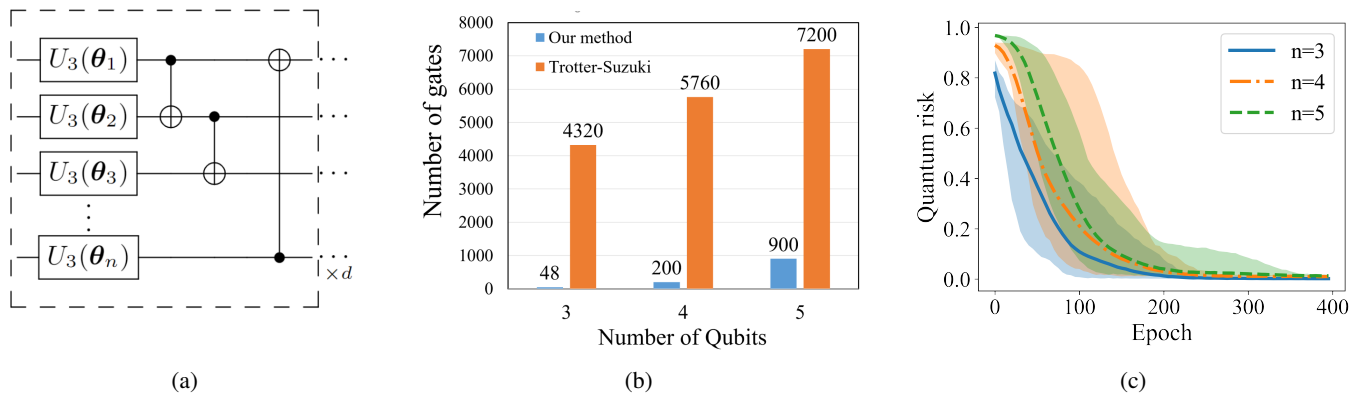 U₃(θ₁)
U₃(θ₂)
U₃(θ₃)
⋮
U₃(θₙ)
···
···
···
···
×d
(a)
8000
7000
6000
5000
4000
3000
2000
1000
0
Number of gates
Our method
Trotter-Suzuki
48
4320
200
5760
900
7200
3 4 5
Number of Qubits
(b)
1.0
0.8
0.6
0.4
0.2
0.0
Quantum risk
n=3
n=4
n=5
0 100 200 300 400
Epoch
(c)